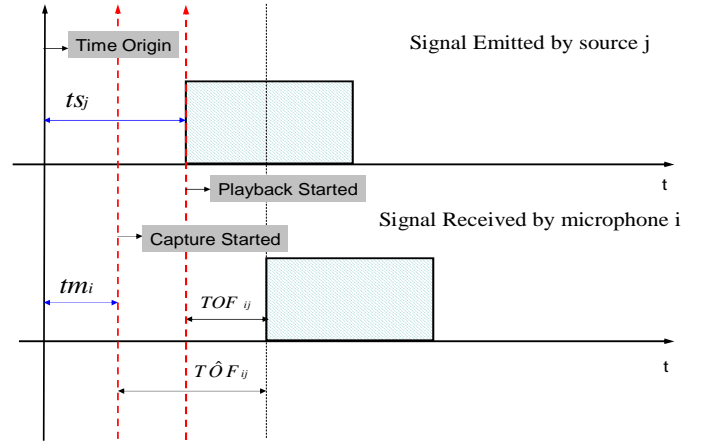 Time Origin
Signal Emitted by source j
tsj
t
Playback Started
Signal Received by microphone i
Capture Started
tmi
TOF ij
t
TÔF ij